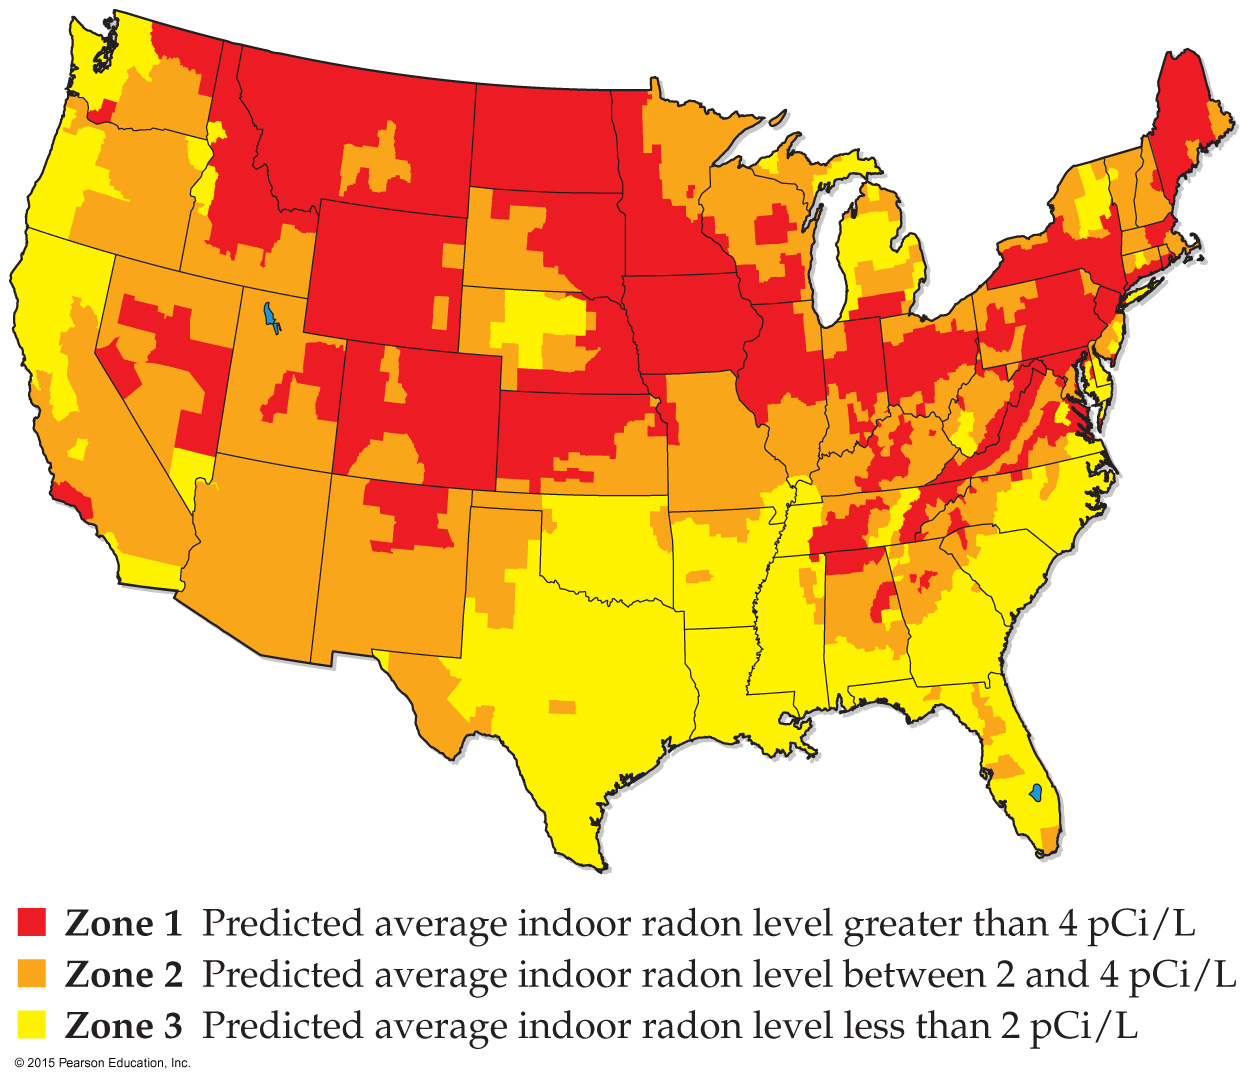 Zone 1 Predicted average indoor radon level greater than 4 pCi/L
Zone 2 Predicted average indoor radon level between 2 and 4 pCi/L
Zone 3 Predicted average indoor radon level less than 2 pCi/L
© 2015 Pearson Education, Inc.